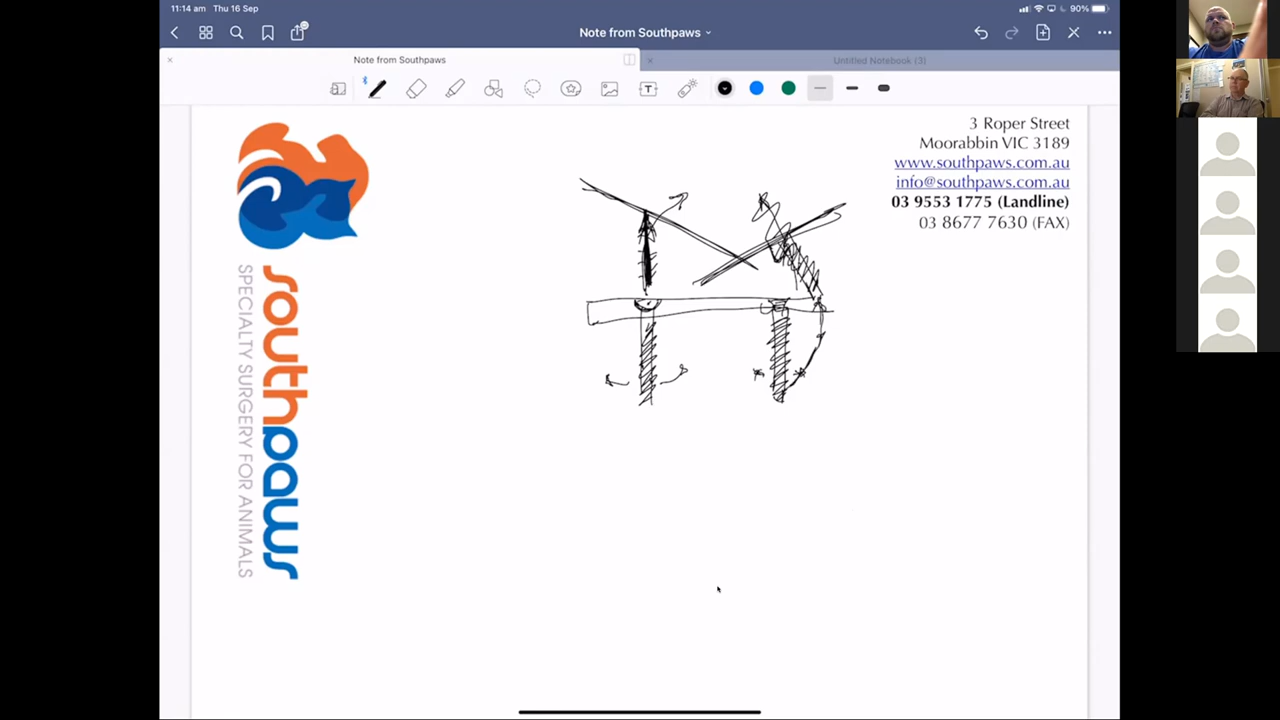 11:14 am Thu 16 Sep
90%
Note from Southpaws
Note from Southpaws
Untitled Notebook (3)
T
3 Roper Street
Moorabbin VIC 3189
www.southpaws.com.au
info@southpaws.com.au
03 9553 1775 (Landline)
03 8677 7630 (FAX)
southpaws
SPECIALTY SURGERY FOR ANIMALS